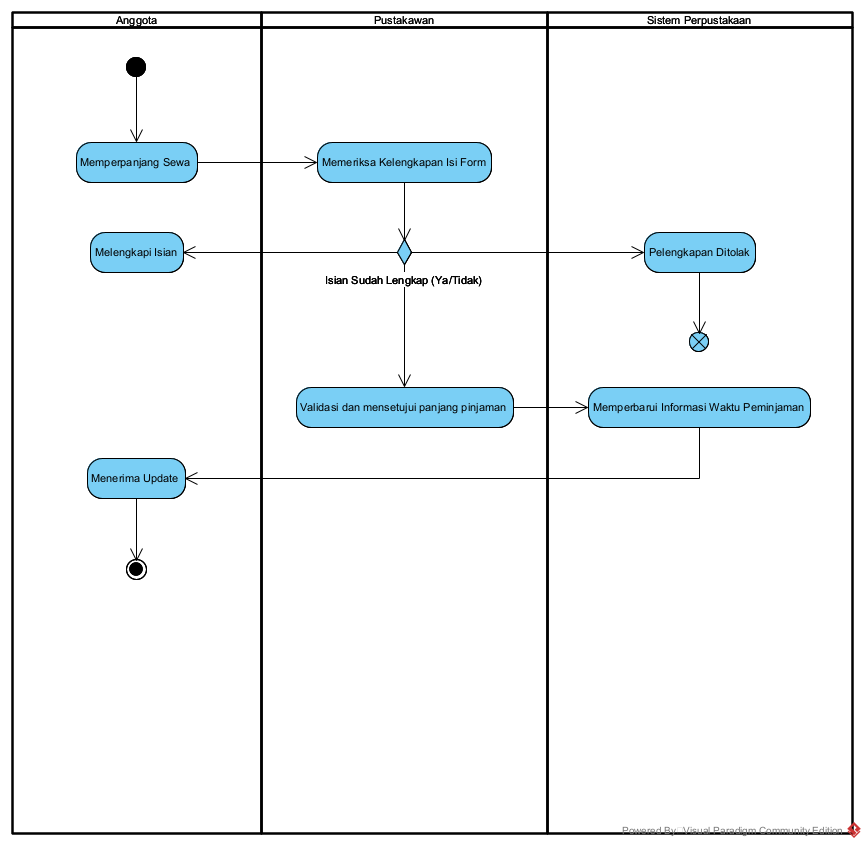 Anggota
Pustakawan
Sistem Perpustakaan
Memperpanjang Sewa
Memeriksa Kelengkapan Isi Form
Melengkapi Isian
Pelengkapan Ditolak
Isian Sudah Lengkap (Ya/Tidak)
Validasi dan mensetujui panjang pinjaman
Memperbarui Informasi Waktu Peminjaman
Menerima Update
Powered By: Visual Paradigm Community Edition